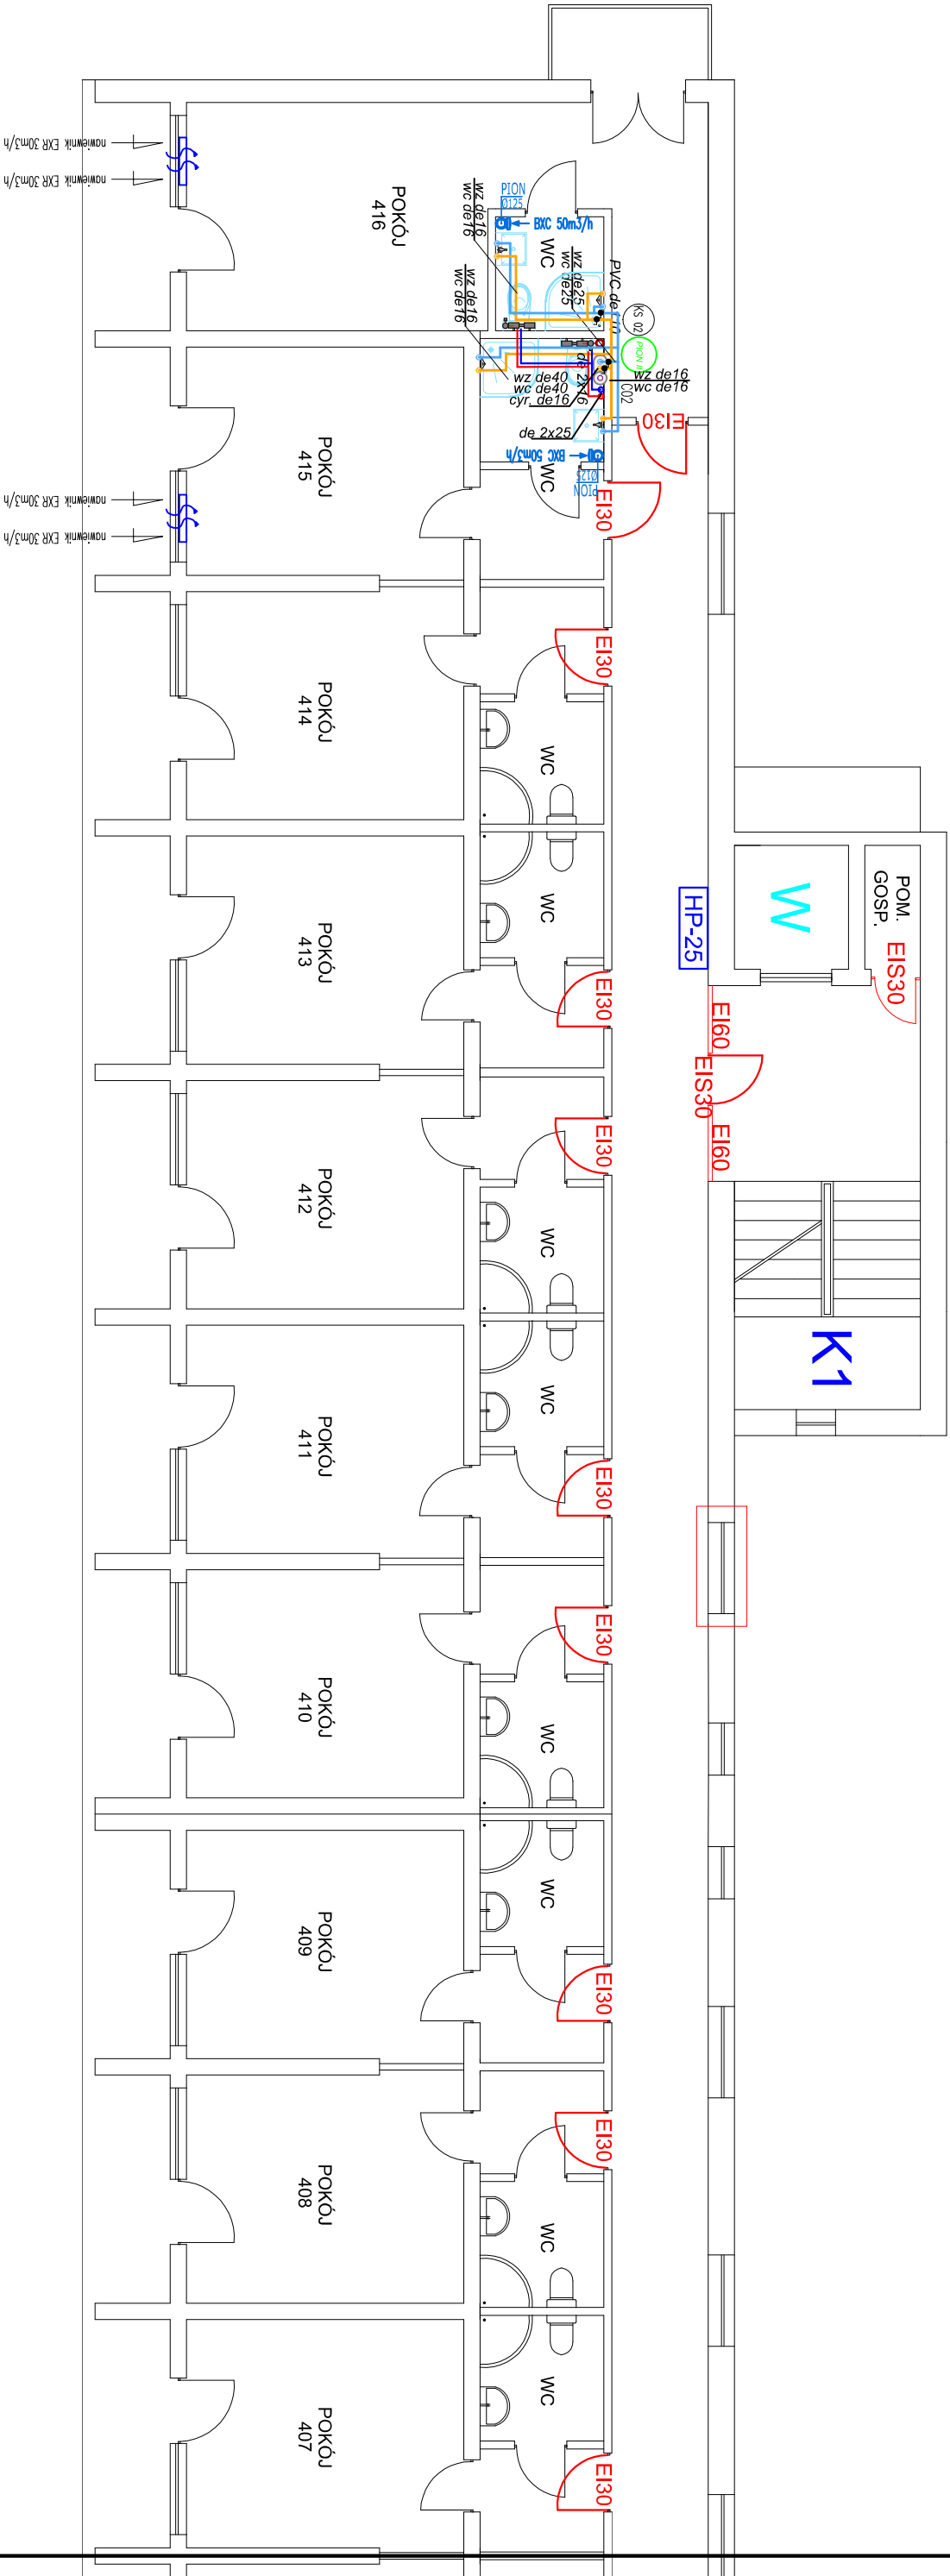 nawiewnik EXR 30m3/h
nawiewnik EXR 30m3/h
POKÓJ
416
wz de16
wc de16
PION
Ø125
BXC 50m3/h
WC
wz de25
wc de25
KS 02
wz de16
wc de16
wz de40
wc de40
cyr. de16
de 2x16
wz de16
wc de16
C02
de 2x25
EI30
BXC 50m3/h
PION
Ø125
WC
EI30
POKÓJ
415
nawiewnik EXR 30m3/h
nawiewnik EXR 30m3/h
EI30
POKÓJ
414
WC
POKÓJ
413
WC
EI30
HP-25
W
POM.
GOSP.
EIS30
EI60
EIS30
EI60
K1
EI30
POKÓJ
412
WC
POKÓJ
411
WC
EI30
EI30
POKÓJ
410
WC
POKÓJ
409
WC
EI30
EI30
POKÓJ
408
WC
POKÓJ
407
WC
EI30